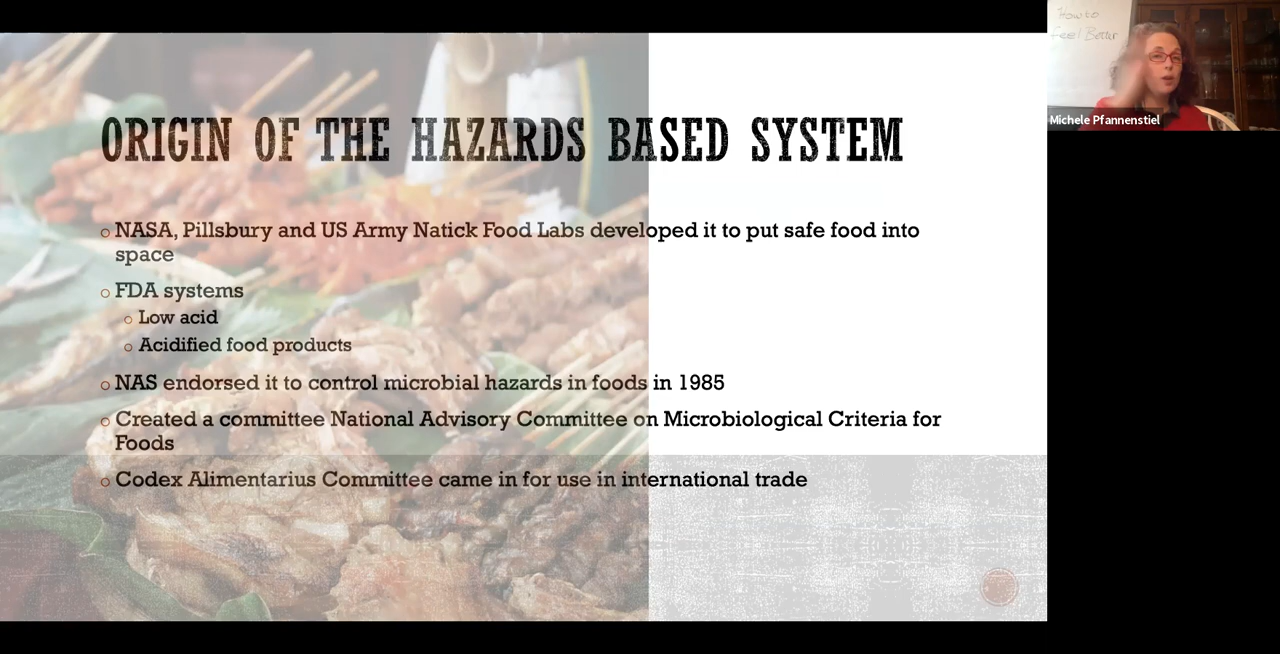 How to
Feel Better
Michele Pfannenstiel
ORIGIN OF THE HAZARDS BASED SYSTEM
NASA, Pillsbury and US Army Natick Food Labs developed it to put safe food into
space
FDA systems
Low acid
Acidified food products
NAS endorsed it to control microbial hazards in foods in 1985
Created a committee National Advisory Committee on Microbiological Criteria for
Foods
Codex Alimentarius Committee came in for use in international trade